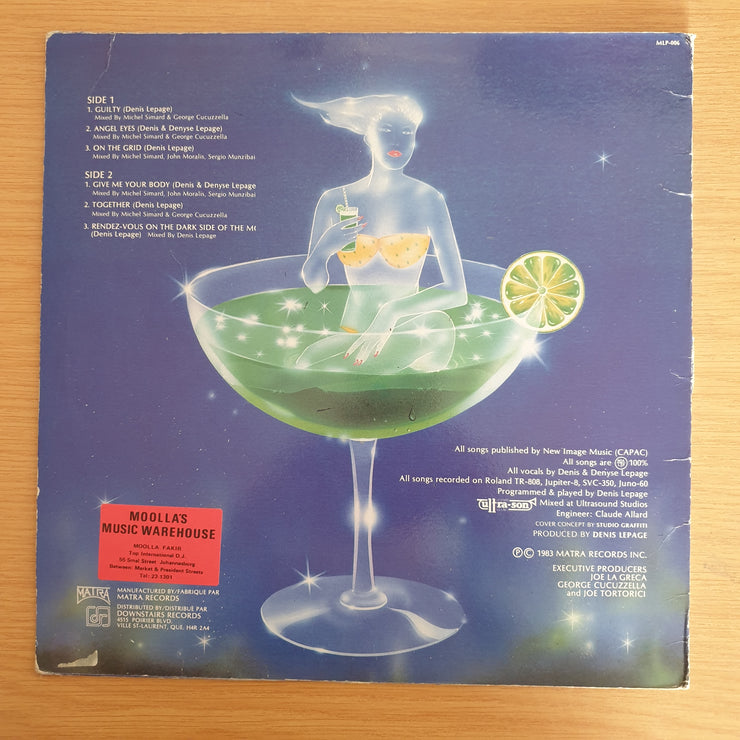 MLP-006
SIDE 1
1. GUILTY (Denis Lepage)
Mixed By Michel Simard & George Cucuzzella
2. ANGEL EYES (Denis & Denyse Lepage)
Mixed By Michel Simard & George Cucuzzella
3. ON THE GRID (Denis Lepage)
Mixed By Michel Simard, John Moralin, Sergio Munzibai
SIDE 2
1. GIVE ME YOUR BODY (Denis & Denyse Lepage
Mixed By Michel Simard, John Moralin, Sergio Munzibai
2. TOGETHER (Denis Lepage)
Mixed By Michel Simard & George Cucuzzella
3. RENDEZ-VOUS ON THE DARK SIDE OF THE
(Denis Lepage) Mixed By Denis Lepage
All songs published by New Image Music (CAPAC)
All songs are 100%
All vocals by Denis & Denyse Lepage
All songs recorded on Roland TR-808, Jupiter-8, SVC-350, Juno-60
Programmed & played by Denis Lepage
ultra-son Mixed at Ultrasound Studios
Engineer: Claude Allard
COVER CONCEPT BY STUDIO GRAFFITI
PRODUCED BY DENIS LEPAGE
Ⓟ© 1983 MATRA RECORDS INC.
EXECUTIVE PRODUCERS
JOE LA GRECA
GEORGE CUCUZZELLA
and JOE TORTORICI
MOOLLA'S
MUSIC WAREHOUSE
MOOLLA FAKIR
Top International D.J.
56 Smal Street Johannesburg
Between: Market & President Streets
Tel: 22-1391
MATRA
MANUFACTURED BY/FABRIQUE PAR
MATRA RECORDS
DISTRIBUTED BY/DISTRIBUÉ PAR
DOWNSTAIRS RECORDS
4515 POIRIER BLVD.
VILLE ST-LAURENT, QUE. H4R 2A4